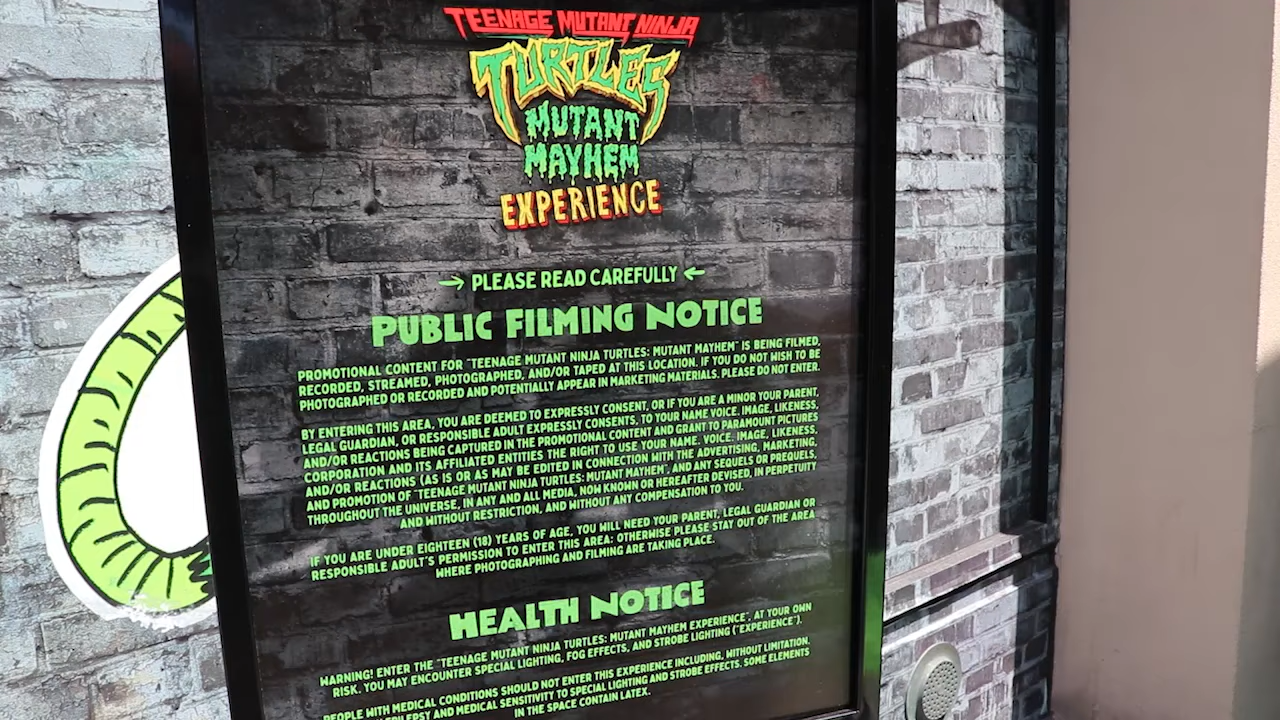 TEENAGE MUTANT NINJA
TURTLES
MUTANT
MAYHEM
EXPERIENCE
→ PLEASE READ CAREFULLY ←
PUBLIC FILMING NOTICE
PROMOTIONAL CONTENT FOR "TEENAGE MUTANT NINJA TURTLES: MUTANT MAYHEM" IS BEING FILMED,
RECORDED, STREAMED, PHOTOGRAPHED, AND/OR TAPED AT THIS LOCATION. IF YOU DO NOT WISH TO BE
PHOTOGRAPHED OR RECORDED AND POTENTIALLY APPEAR IN MARKETING MATERIALS. PLEASE DO NOT ENTER.
BY ENTERING THIS AREA, YOU ARE DEEMED TO EXPRESSLY CONSENT, OR IF YOU ARE A MINOR YOUR PARENT,
LEGAL GUARDIAN, OR RESPONSIBLE ADULT EXPRESSLY CONSENTS, TO YOUR NAME VOICE. IMAGE, LIKENESS,
AND/OR REACTIONS BEING CAPTURED IN THE PROMOTIONAL CONTENT AND GRANT TO PARAMOUNT PICTURES
CORPORATION AND ITS AFFILIATED ENTITIES THE RIGHT TO USE YOUR NAME. VOICE. IMAGE, LIKENESS,
AND/OR REACTIONS (AS IS OR AS MAY BE EDITED IN CONNECTION WITH THE ADVERTISING, MARKETING,
AND PROMOTION OF "TEENAGE MUTANT NINJA TURTLES: MUTANT MAYHEM", AND ANY SEQUELS OR PREQUELS,
THROUGHOUT THE UNIVERSE, IN ANY AND ALL MEDIA, NOW KNOWN OR HEREAFTER DEVISED, IN PERPETUITY
AND WITHOUT RESTRICTION, AND WITHOUT ANY COMPENSATION TO YOU.
IF YOU ARE UNDER EIGHTEEN (18) YEARS OF AGE, YOU WILL NEED YOUR PARENT, LEGAL GUARDIAN OR
RESPONSIBLE ADULT'S PERMISSION TO ENTER THIS AREA: OTHERWISE PLEASE STAY OUT OF THE AREA
WHERE PHOTOGRAPHING AND FILMING ARE TAKING PLACE.
HEALTH NOTICE
WARNING! ENTER THE "TEENAGE MUTANT NINJA TURTLES: MUTANT MAYHEM EXPERIENCE", AT YOUR OWN
RISK. YOU MAY ENCOUNTER SPECIAL LIGHTING, FOG EFFECTS, AND STROBE LIGHTING ("EXPERIENCE").
PEOPLE WITH MEDICAL CONDITIONS SHOULD NOT ENTER THIS EXPERIENCE INCLUDING, WITHOUT LIMITATION,
EPILEPSY AND MEDICAL SENSITIVITY TO SPECIAL LIGHTING AND STROBE EFFECTS. SOME ELEMENTS
IN THE SPACE CONTAIN LATEX.